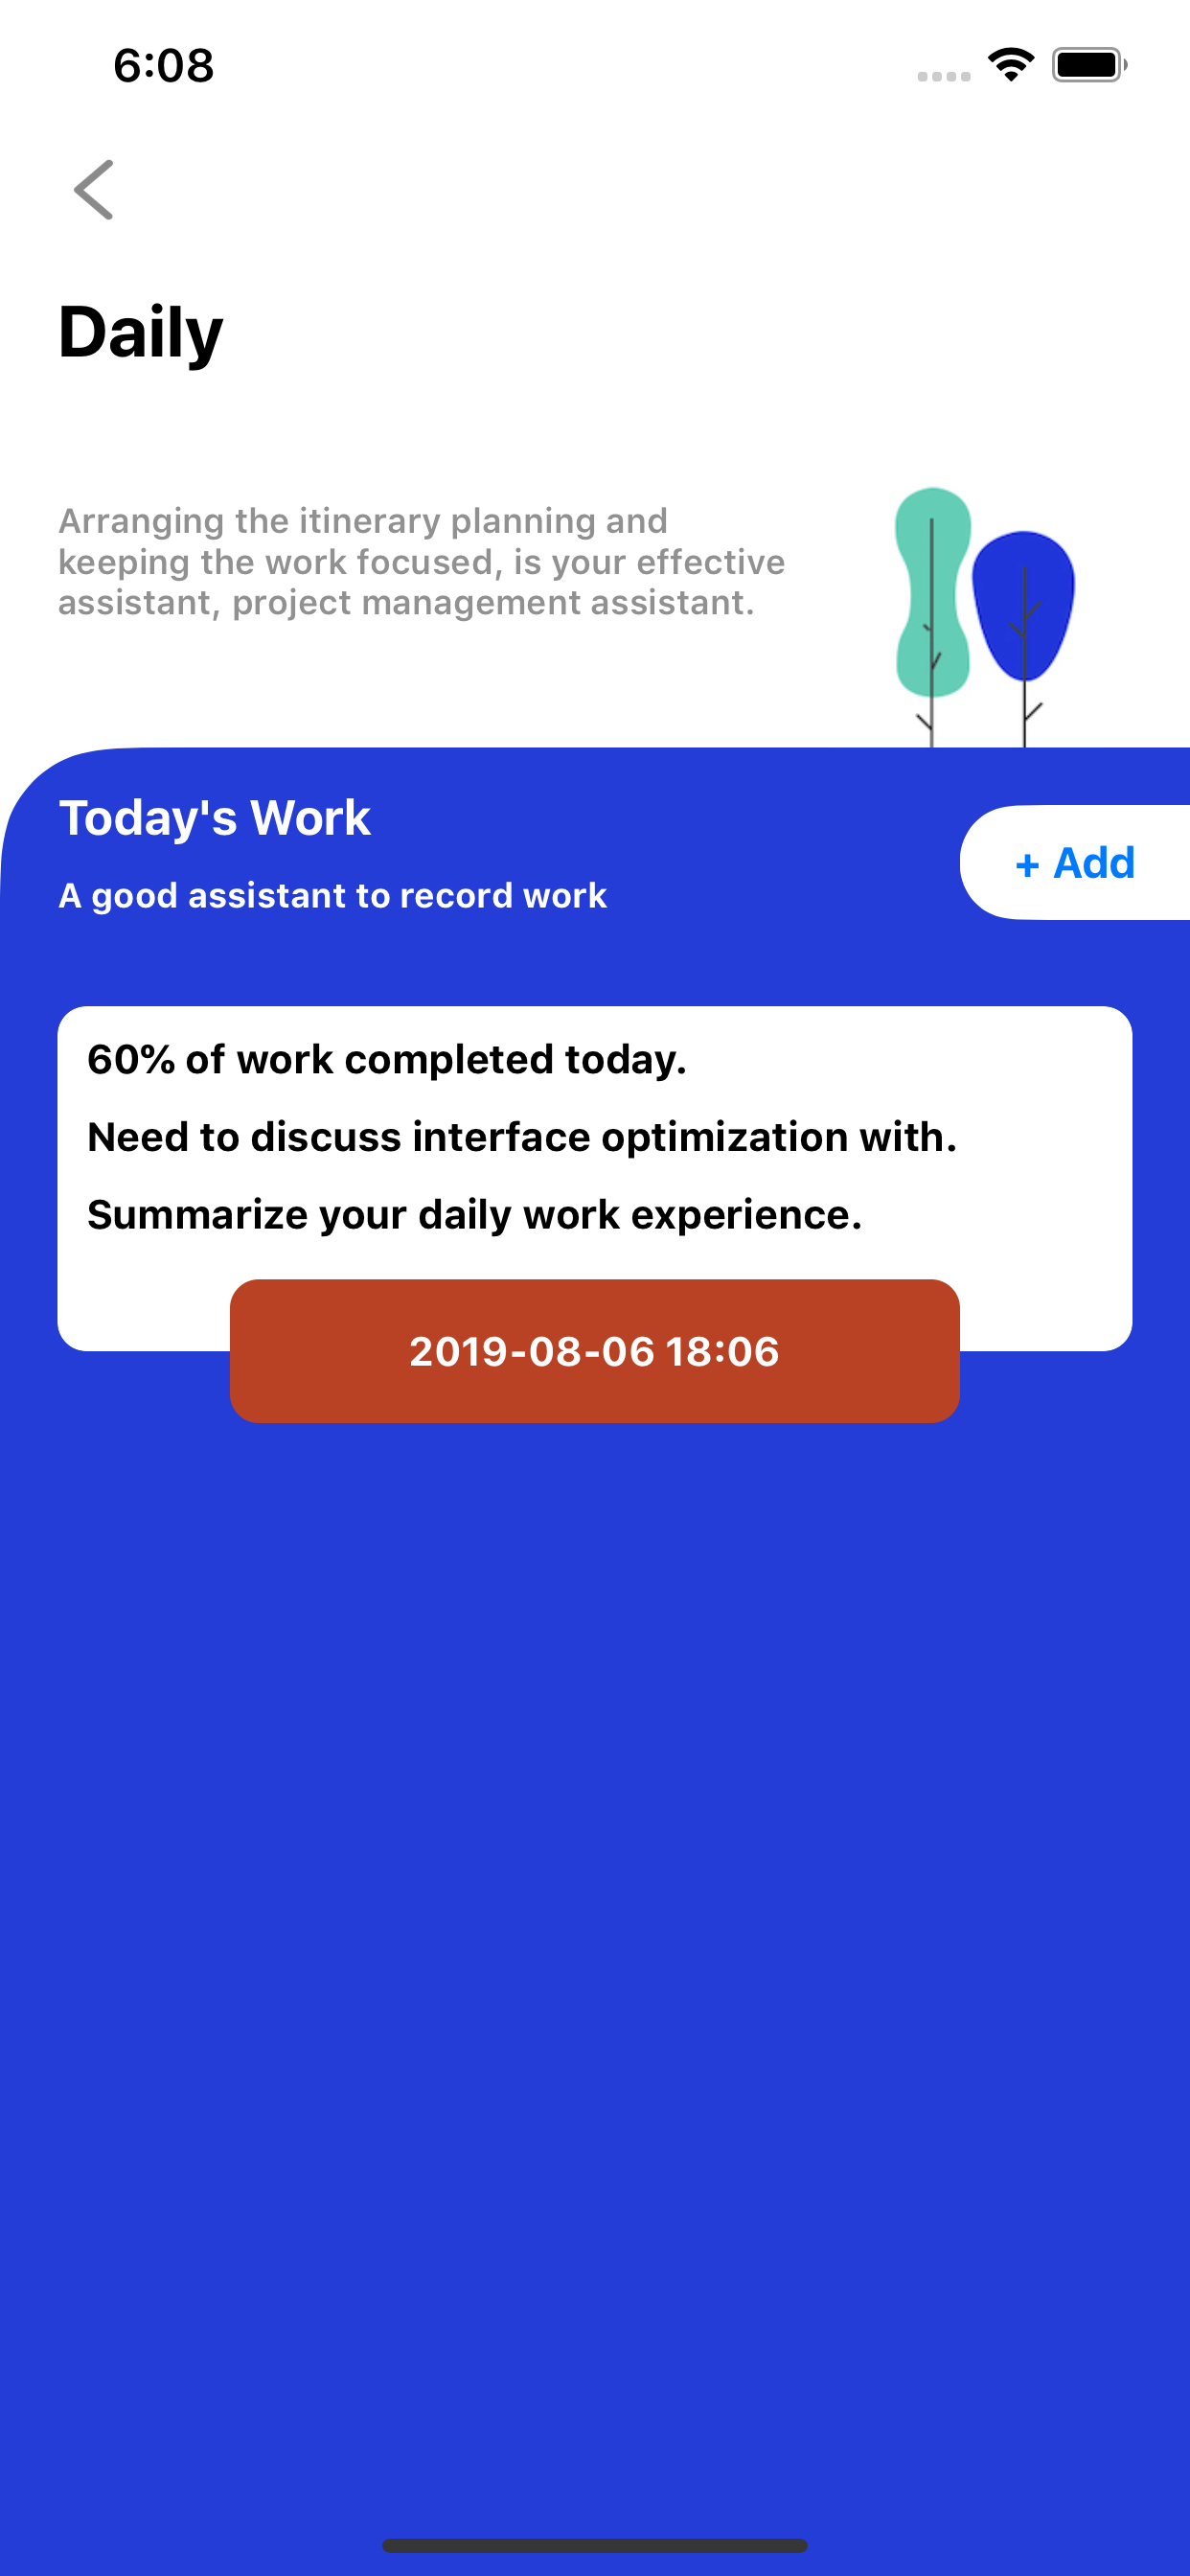 6:08
Daily
Arranging the itinerary planning and
keeping the work focused, is your effective
assistant, project management assistant.
Today's Work
+ Add
A good assistant to record work
60% of work completed today.
Need to discuss interface optimization with.
Summarize your daily work experience.
2019-08-06 18:06